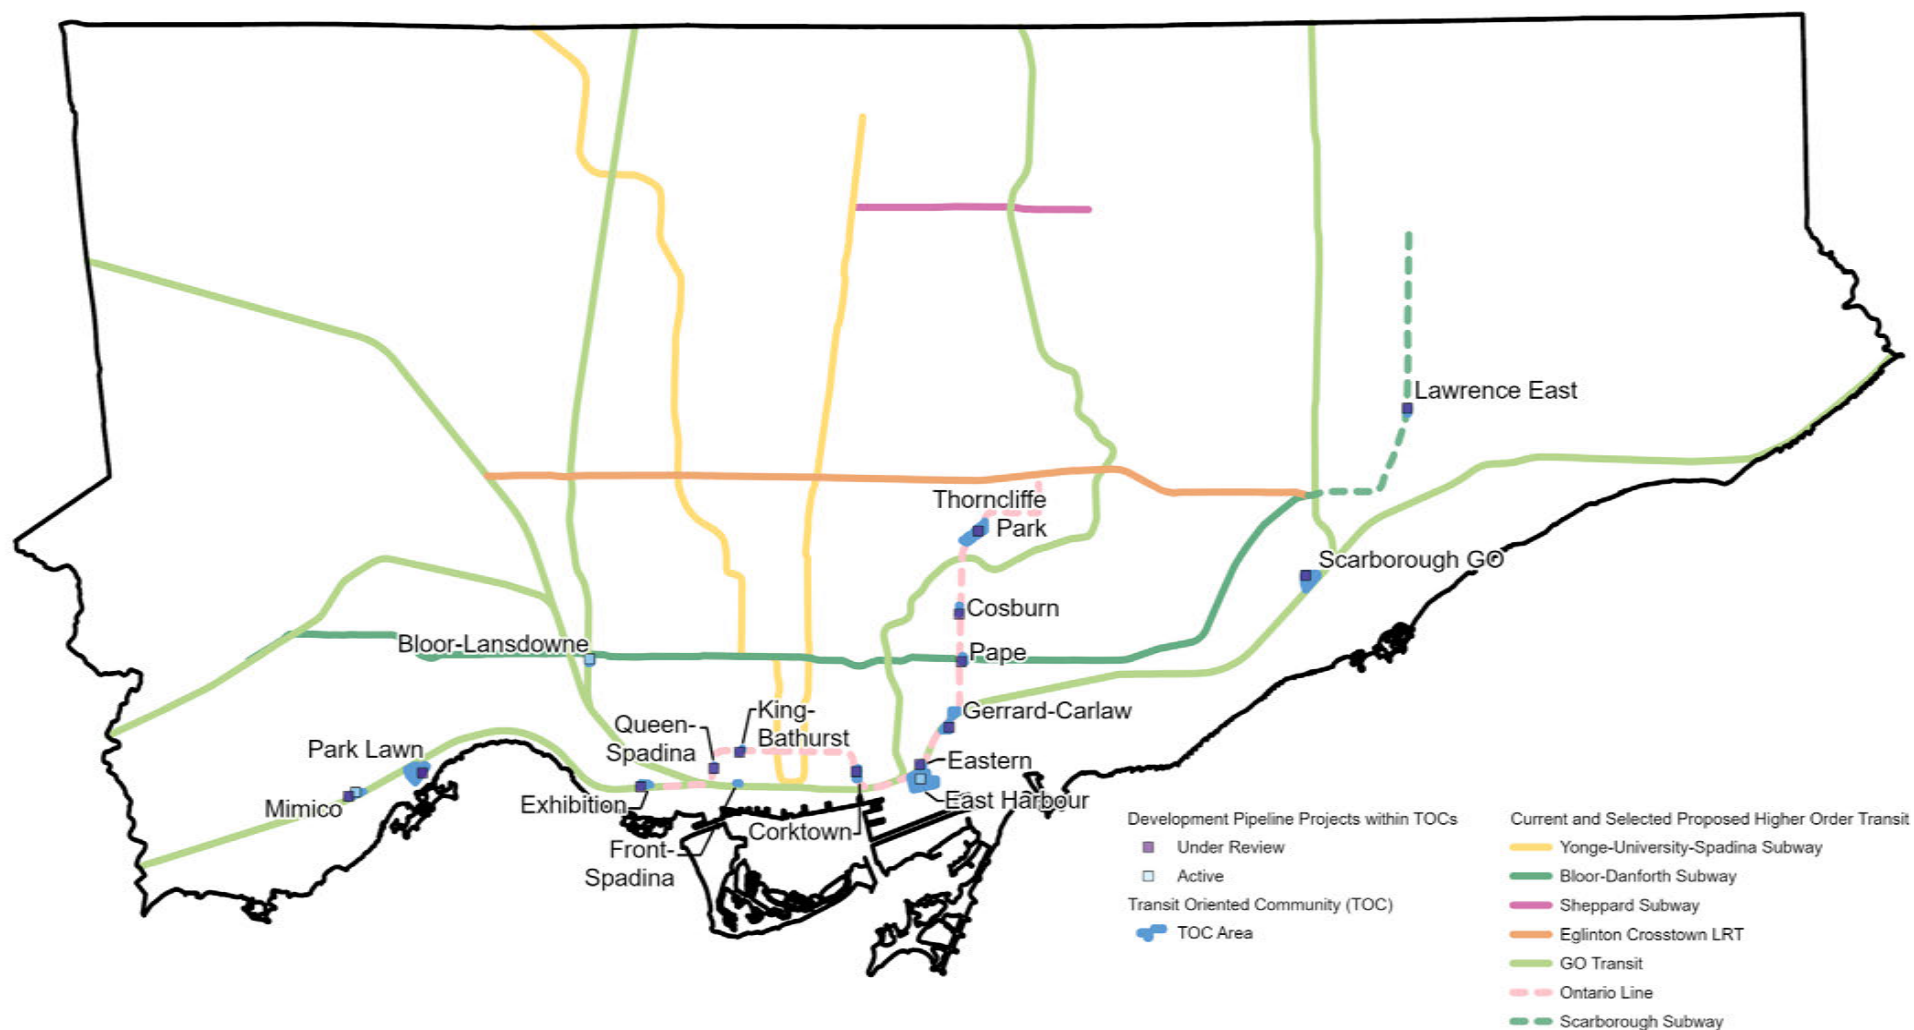 Lawrence East
Thorncliffe
Park
Scarborough GO
Cosburn
Bloor-Lansdowne
Pape
Gerrard-Carlaw
King-
Bathurst
Queen-
Spadina
Park Lawn
Eastern
Mimico
Exhibition
East Harbour
Corktown
Front-
Spadina
Development Pipeline Projects within TOCs
Under Review
Active
Transit Oriented Community (TOC)
TOC Area
Current and Selected Proposed Higher Order Transit
Yonge-University-Spadina Subway
Bloor-Danforth Subway
Sheppard Subway
Eglinton Crosstown LRT
GO Transit
Ontario Line
Scarborough Subway